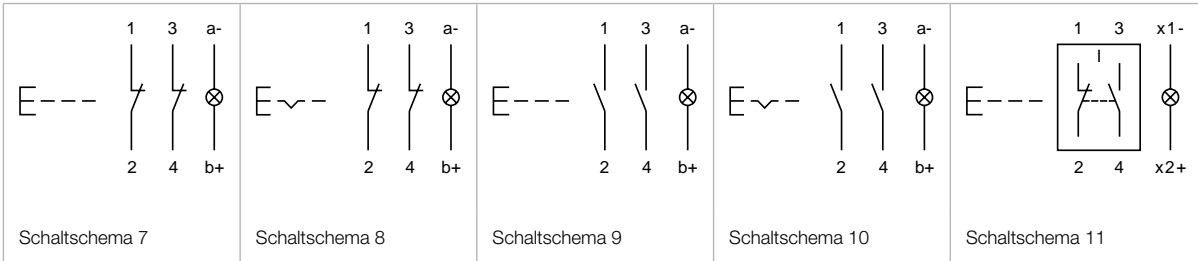 1 3 a-
2 4 b+
Schaltschema 7
1 3 a-
2 4 b+
Schaltschema 8
1 3 a-
2 4 b+
Schaltschema 9
1 3 a-
2 4 b+
Schaltschema 10
1 3 x1-
2 4 x2+
Schaltschema 11